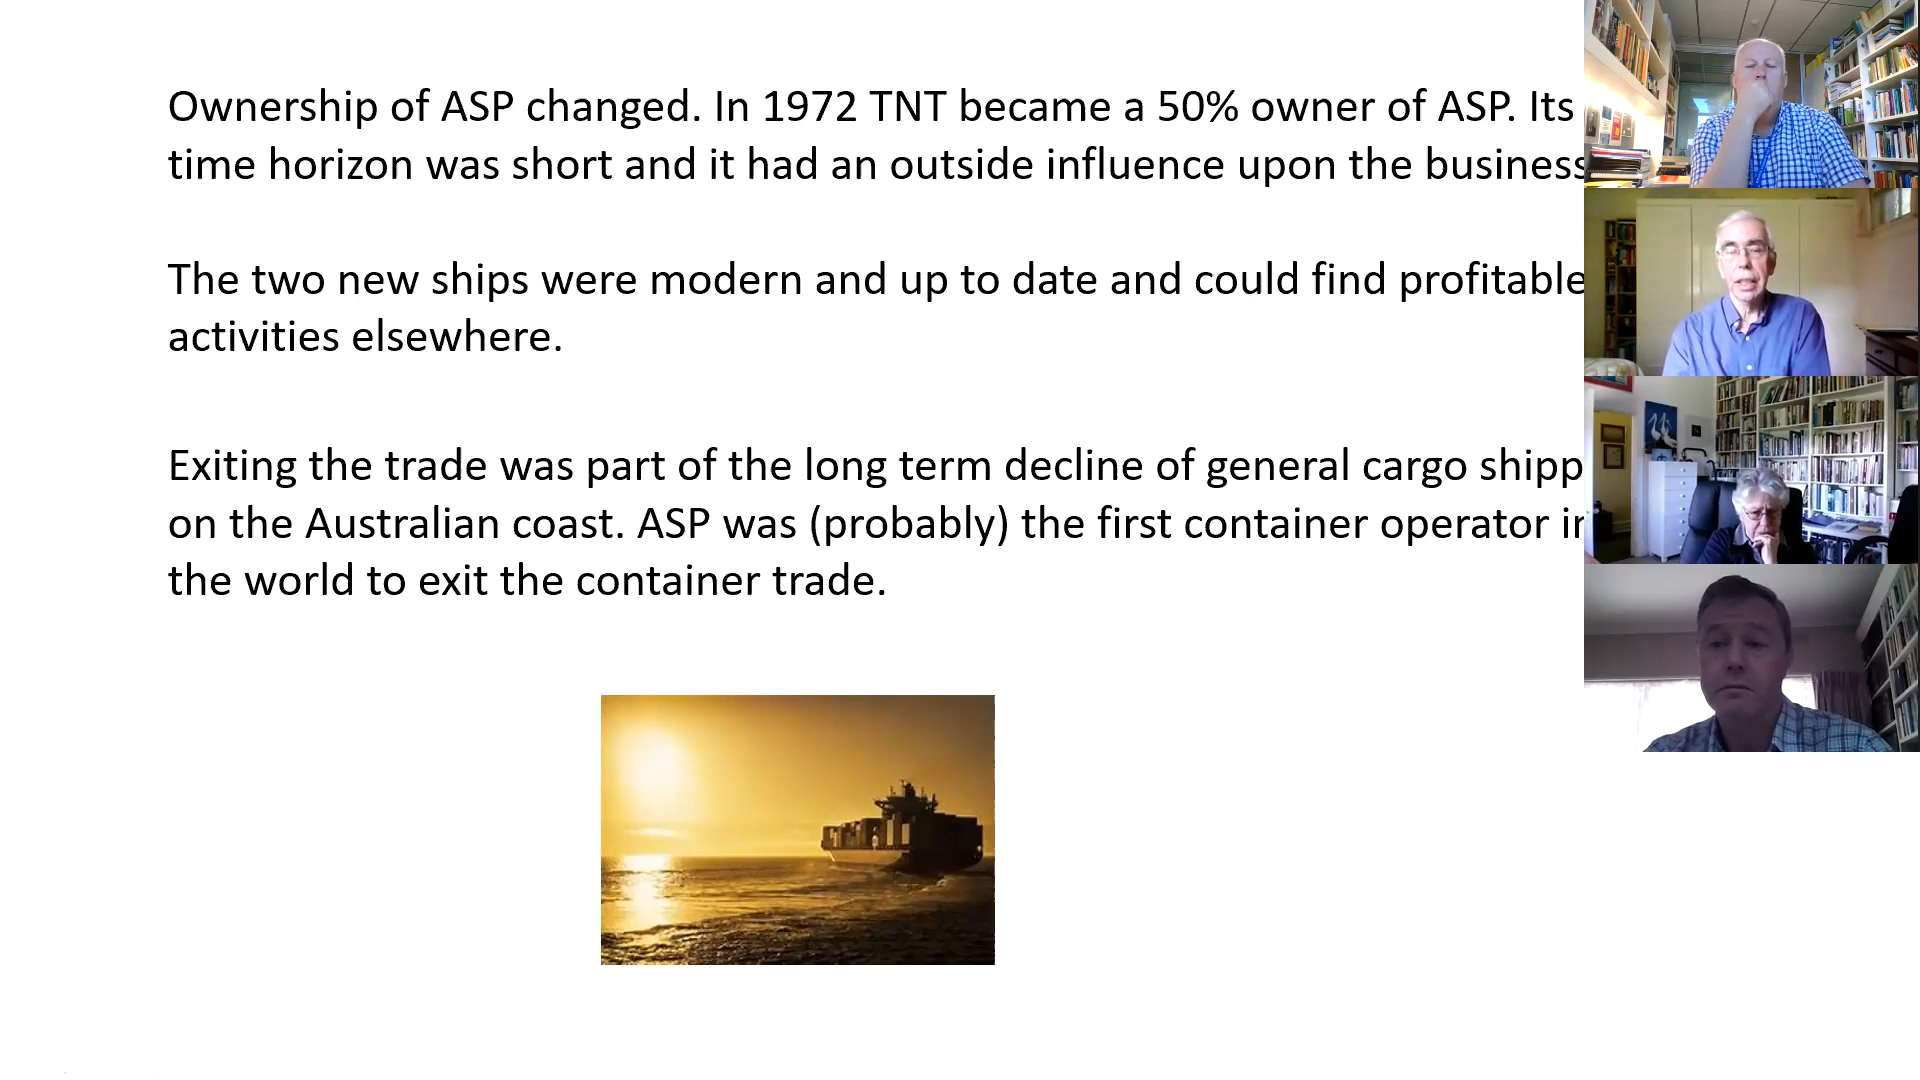 Ownership of ASP changed. In 1972 TNT became a 50% owner of ASP. Its
time horizon was short and it had an outside influence upon the business
The two new ships were modern and up to date and could find profitable
activities elsewhere.
Exiting the trade was part of the long term decline of general cargo shipp
on the Australian coast. ASP was (probably) the first container operator in
the world to exit the container trade.